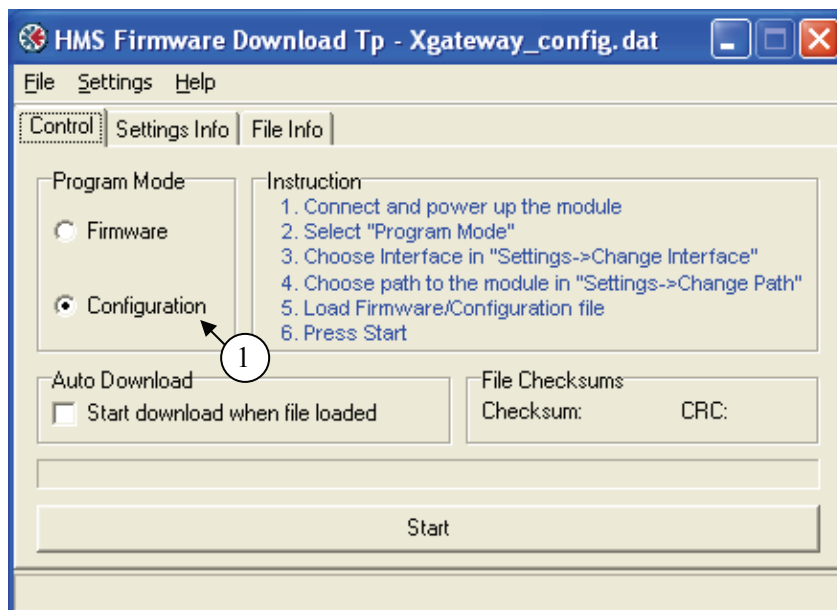 HMS Firmware Download Tp - Xgateway_config.dat
File Settings Help
Control Settings Info File Info
Program Mode
Firmware
Configuration
1
Instruction
1. Connect and power up the module
2. Select "Program Mode"
3. Choose Interface in "Settings->Change Interface"
4. Choose path to the module in "Settings->Change Path"
5. Load Firmware/Configuration file
6. Press Start
Auto Download
Start download when file loaded
File Checksums
Checksum: CRC:
Start